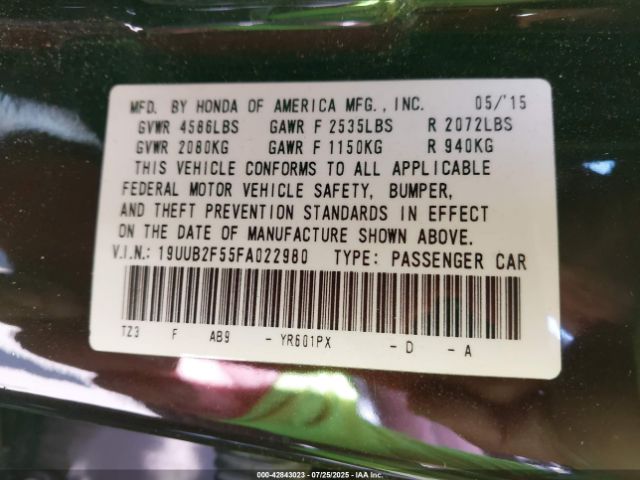 MFD. BY HONDA OF AMERICA MFG., INC. 05/'15
GVWR 4586LBS GAWR F 2535LBS R 2072LBS
GVWR 2080KG GAWR F 1150KG R 940KG
THIS VEHICLE CONFORMS TO ALL APPLICABLE
FEDERAL MOTOR VEHICLE SAFETY, BUMPER,
AND THEFT PREVENTION STANDARDS IN EFFECT
ON THE DATE OF MANUFACTURE SHOWN ABOVE.
V.I.N.: 19UUB2F55FA022980 TYPE: PASSENGER CAR
TZ3 F AB9 - YR601PX - D - A
000-42843023 - 07/25/2025 - IAAI.COM